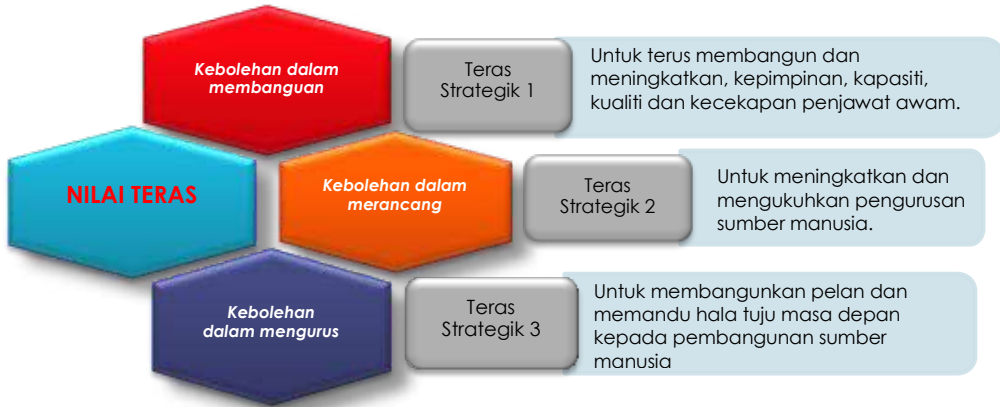 Kebolehan dalam
membanguan
Teras
Strategik 1
Untuk terus membangun dan
meningkatkan, kepimpinan, kapasiti,
kualiti dan kecekapan penjawat awam.
NILAI TERAS
Kebolehan dalam
merancang
Teras
Strategik 2
Untuk meningkatkan dan
mengukuhkan pengurusan
sumber manusia.
Kebolehan
dalam mengurus
Teras
Strategik 3
Untuk membangunkan pelan dan
memandu hala tuju masa depan
kepada pembangunan sumber
manusia